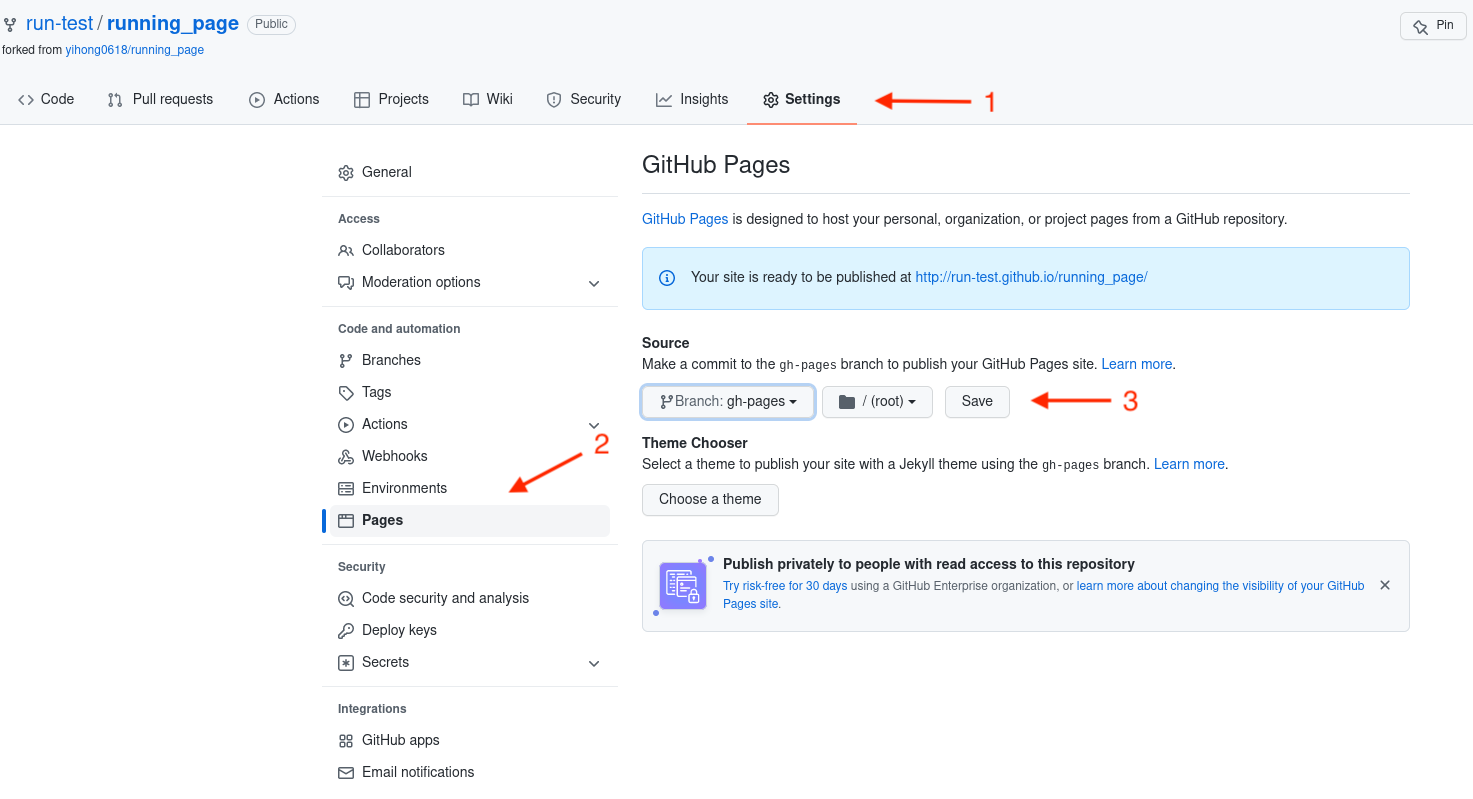 run-test / running_page Public
Pin
forked from yihong0618/running_page
Code Pull requests Actions Projects Wiki Security Insights Settings 1
General
Access
Collaborators
Moderation options
Code and automation
Branches
Tags
Actions
2
Webhooks
Environments
Pages
Security
Code security and analysis
Deploy keys
Secrets
Integrations
GitHub apps
Email notifications
GitHub Pages
GitHub Pages is designed to host your personal, organization, or project pages from a GitHub repository.
Your site is ready to be published at http://run-test.github.io/running_page/
Source
Make a commit to the gh-pages branch to publish your GitHub Pages site. Learn more.
Branch: gh-pages / (root) Save 3
Theme Chooser
Select a theme to publish your site with a Jekyll theme using the gh-pages branch. Learn more.
Choose a theme
Publish privately to people with read access to this repository
Try risk-free for 30 days using a GitHub Enterprise organization, or learn more about changing the visibility of your GitHub
Pages site.